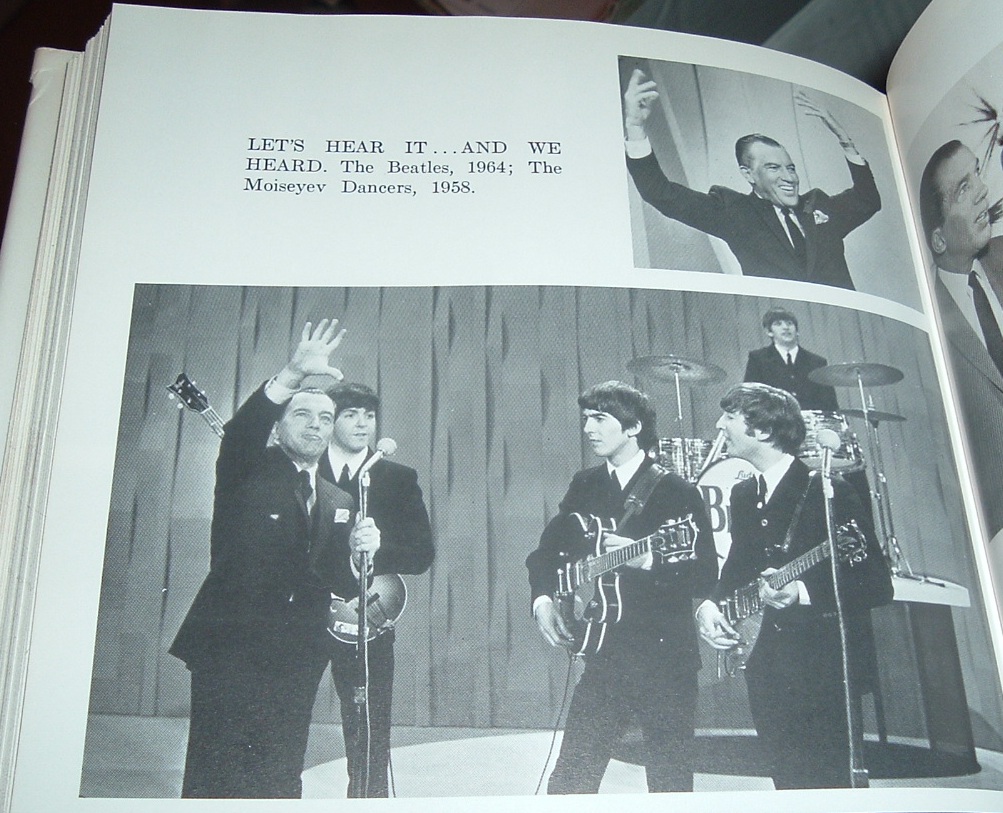 LET'S HEAR IT...AND WE
HEARD. The Beatles, 1964; The
Moiseyev Dancers, 1958.